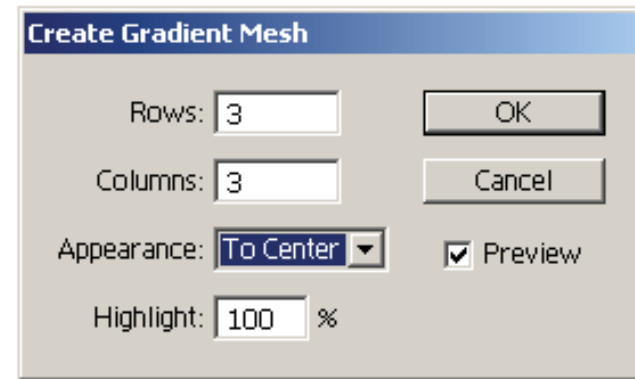 Create Gradient Mesh
Rows: 3
OK
Columns: 3
Cancel
Appearance: To Center
Preview
Highlight: 100 %